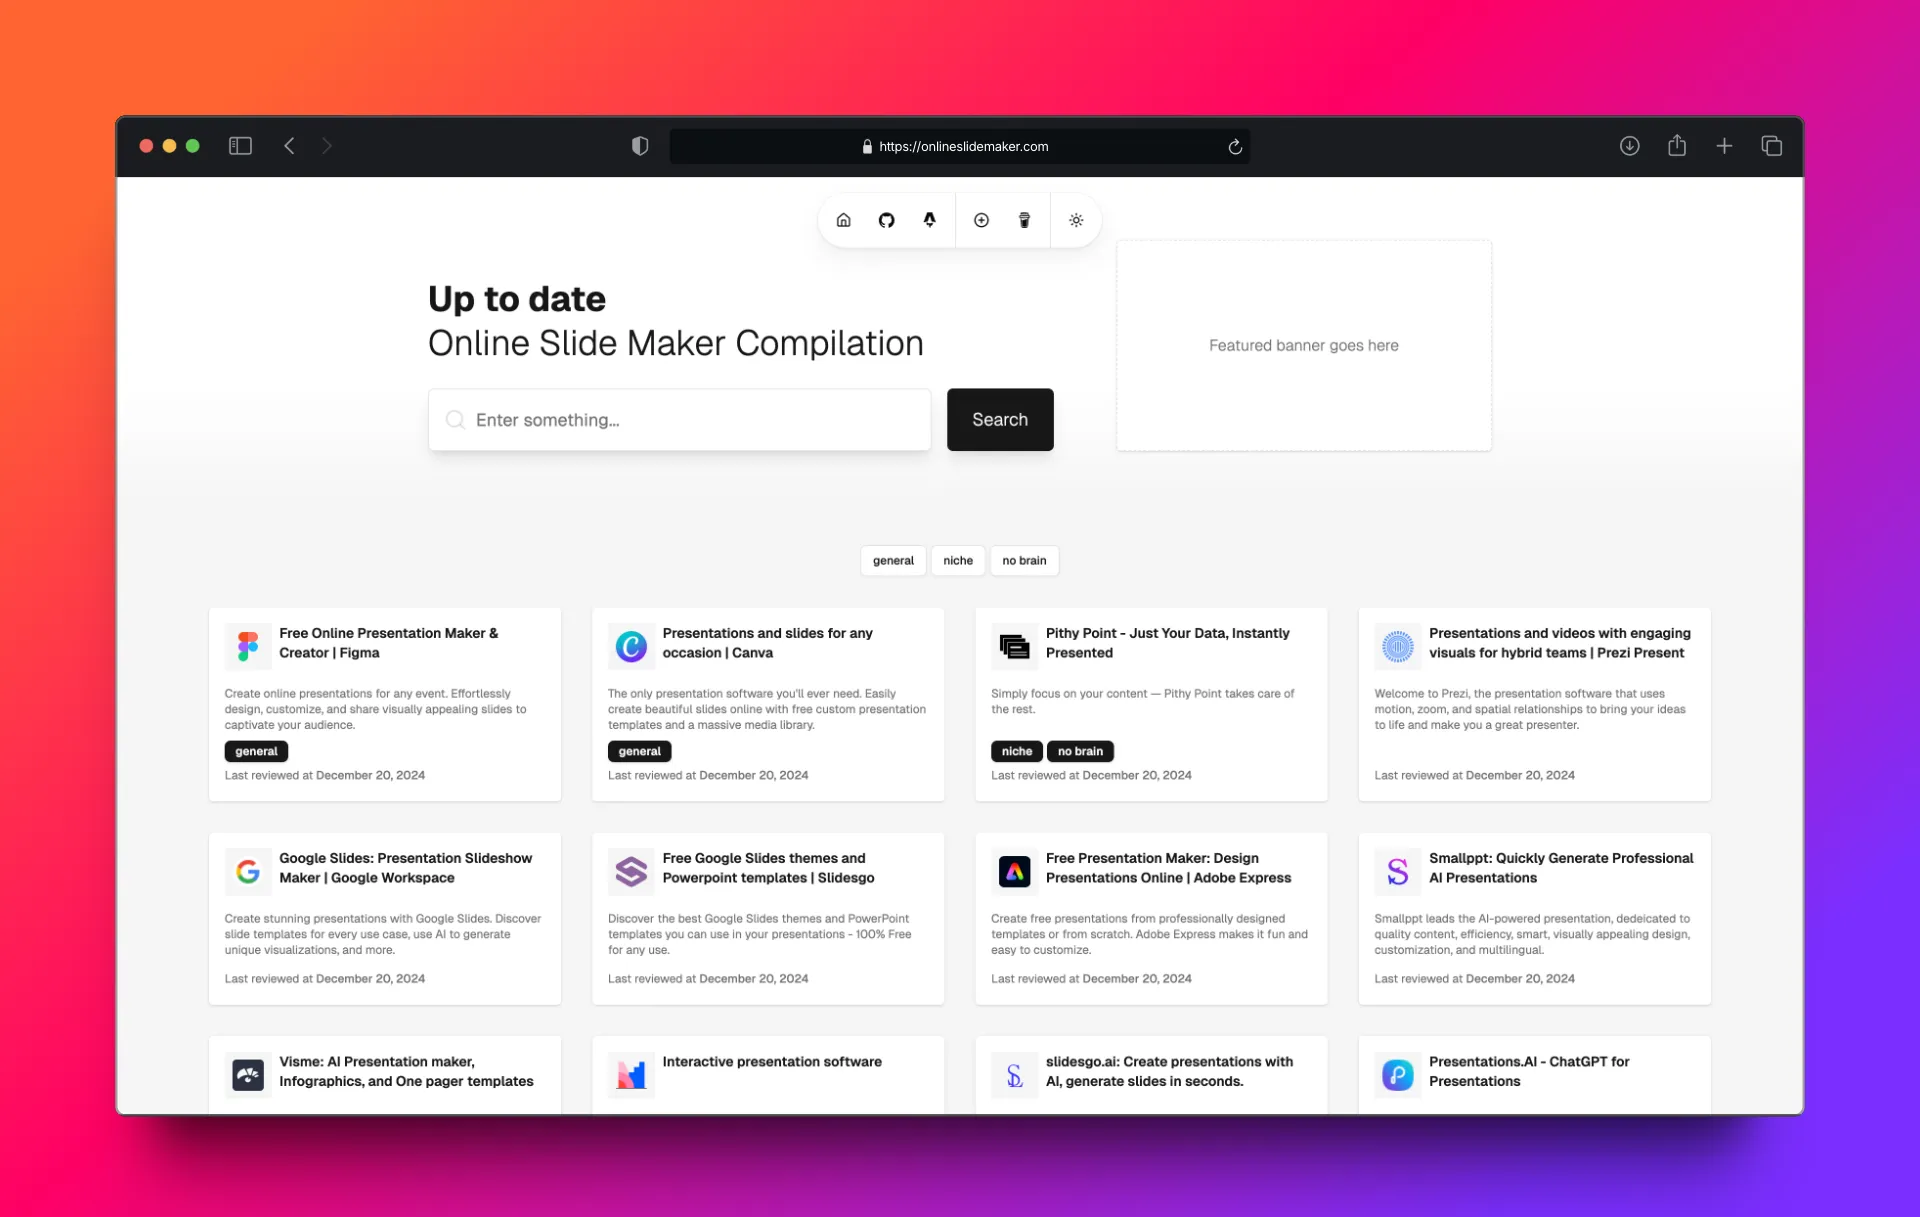 https://onlineslidemaker.com
Up to date
Online Slide Maker Compilation
Enter something...
Search
Featured banner goes here
general
niche
no brain
Free Online Presentation Maker &
Creator | Figma
Create online presentations for any event. Effortlessly
design, customize, and share visually appealing slides to
captivate your audience.
general
Last reviewed at December 20, 2024
Presentations and slides for any
occasion | Canva
The only presentation software you'll ever need. Easily
create beautiful slides online with free custom presentation
templates and a massive media library.
general
Last reviewed at December 20, 2024
Pithy Point - Just Your Data, Instantly
Presented
Simply focus on your content — Pithy Point takes care of
the rest.
niche
no brain
Last reviewed at December 20, 2024
Presentations and videos with engaging
visuals for hybrid teams | Prezi Present
Welcome to Prezi, the presentation software that uses
motion, zoom, and spatial relationships to bring your ideas
to life and make you a great presenter.
Last reviewed at December 20, 2024
Google Slides: Presentation Slideshow
Maker | Google Workspace
Create stunning presentations with Google Slides. Discover
slide templates for every use case, use AI to generate
unique visualizations, and more.
Last reviewed at December 20, 2024
Free Google Slides themes and
Powerpoint templates | Slidesgo
Discover the best Google Slides themes and PowerPoint
templates you can use in your presentations - 100% Free
for any use.
Last reviewed at December 20, 2024
Free Presentation Maker: Design
Presentations Online | Adobe Express
Create free presentations from professionally designed
templates or from scratch. Adobe Express makes it fun and
easy to customize.
Last reviewed at December 20, 2024
Smallppt: Quickly Generate Professional
AI Presentations
Smallppt leads the AI-powered presentation, dedeicated to
quality content, efficiency, smart, visually appealing design,
customization, and multilingual.
Last reviewed at December 20, 2024
Visme: AI Presentation maker,
Infographics, and One pager templates
Interactive presentation software
slidesgo.ai: Create presentations with
AI, generate slides in seconds.
Presentations.AI - ChatGPT for
Presentations